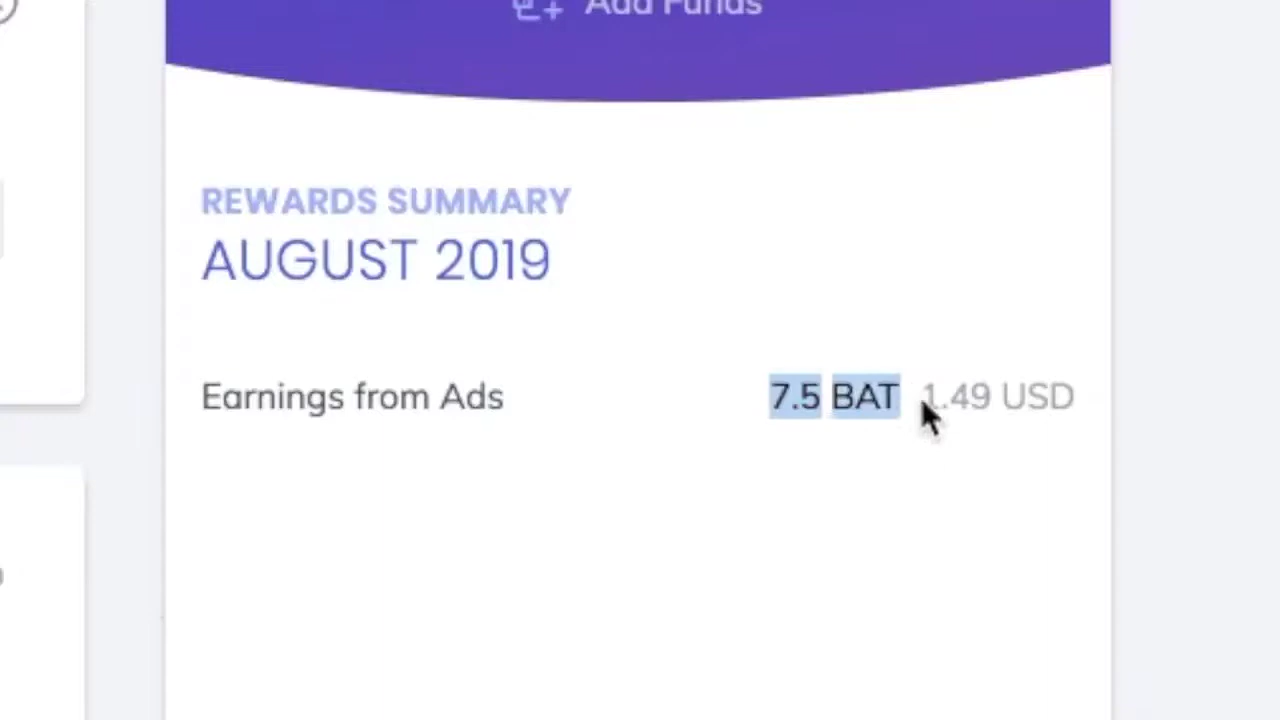 Add Funds
REWARDS SUMMARY
AUGUST 2019
Earnings from Ads 7.5 BAT 1.49 USD